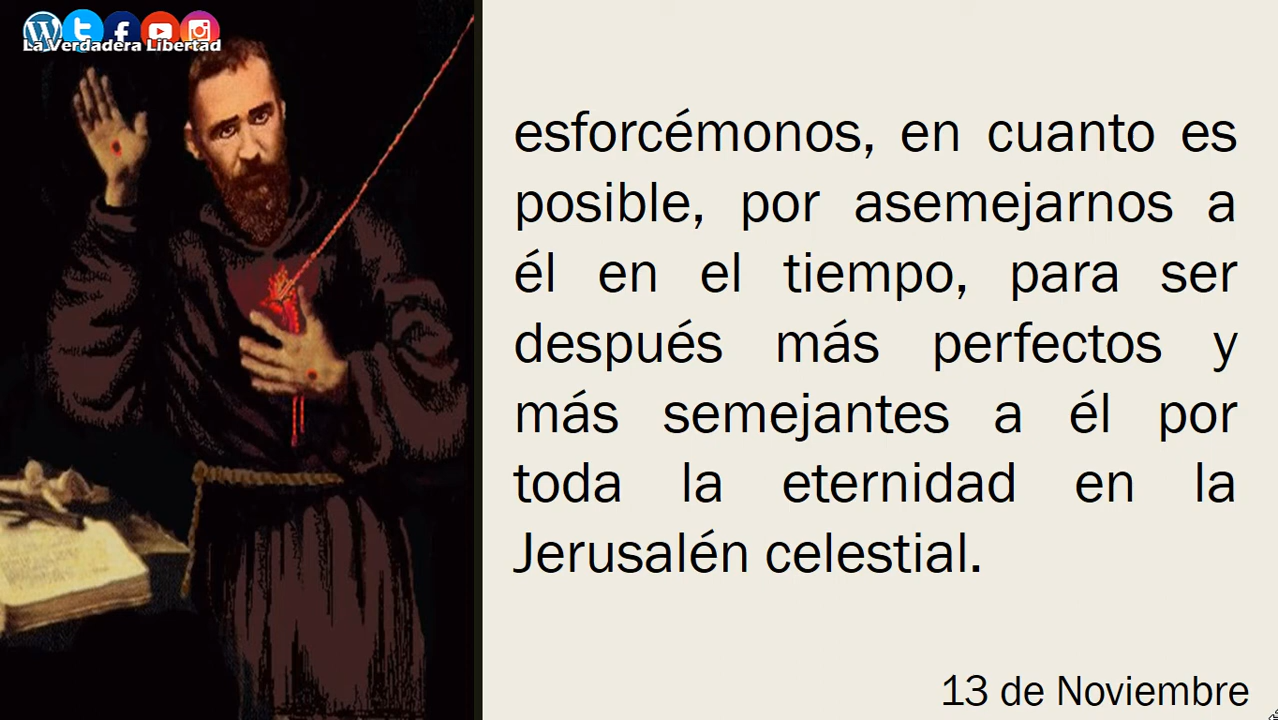 La Verdadera Libertad
esforcémonos, en cuanto es
posible, por asemejarnos a
él en el tiempo, para ser
después más perfectos y
más semejantes a él por
toda la eternidad en la
Jerusalén celestial.
13 de Noviembre